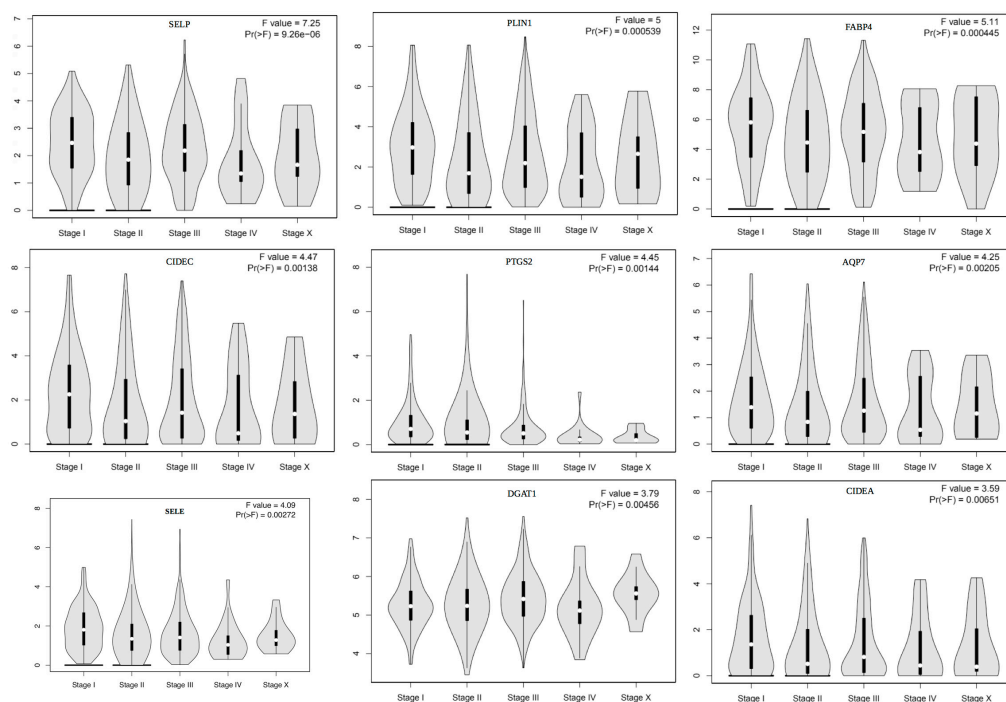 SELP
F value = 7.25
Pr(>F) = 9.26e−06
7
6
5
4
3
2
1
0
Stage I Stage II Stage III Stage IV Stage X
PLIN1
F value = 5
Pr(>F) = 0.000539
8
6
4
2
0
Stage I Stage II Stage III Stage IV Stage X
FABP4
F value = 5.11
Pr(>F) = 0.000445
12
10
8
6
4
2
0
Stage I Stage II Stage III Stage IV Stage X
CIDEC
F value = 4.47
Pr(>F) = 0.00138
8
6
4
2
0
Stage I Stage II Stage III Stage IV Stage X
PTGS2
F value = 4.45
Pr(>F) = 0.00144
8
6
4
2
0
Stage I Stage II Stage III Stage IV Stage X
AQP7
F value = 4.25
Pr(>F) = 0.00205
7
6
5
4
3
2
1
0
Stage I Stage II Stage III Stage IV Stage X
SELE
F value = 4.09
Pr(>F) = 0.00272
8
6
4
2
0
Stage I Stage II Stage III Stage IV Stage X
DGAT1
F value = 3.79
Pr(>F) = 0.00456
8
7
6
5
4
Stage I Stage II Stage III Stage IV Stage X
CIDEA
F value = 3.59
Pr(>F) = 0.00651
8
6
4
2
0
Stage I Stage II Stage III Stage IV Stage X